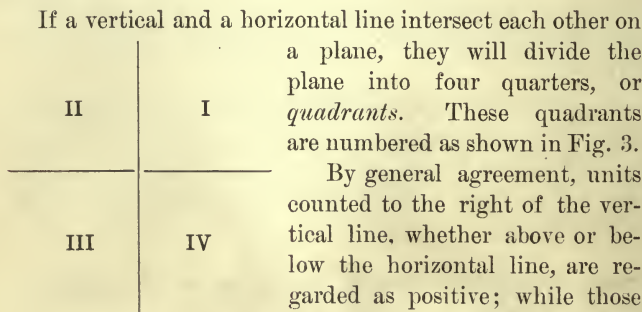 If a vertical and a horizontal line intersect each other on
a plane, they will divide the
plane into four quarters, or
quadrants. These quadrants
are numbered as shown in Fig. 3.
By general agreement, units
counted to the right of the ver-
tical line, whether above or be-
low the horizontal line, are re-
garded as positive; while those
II I
III IV